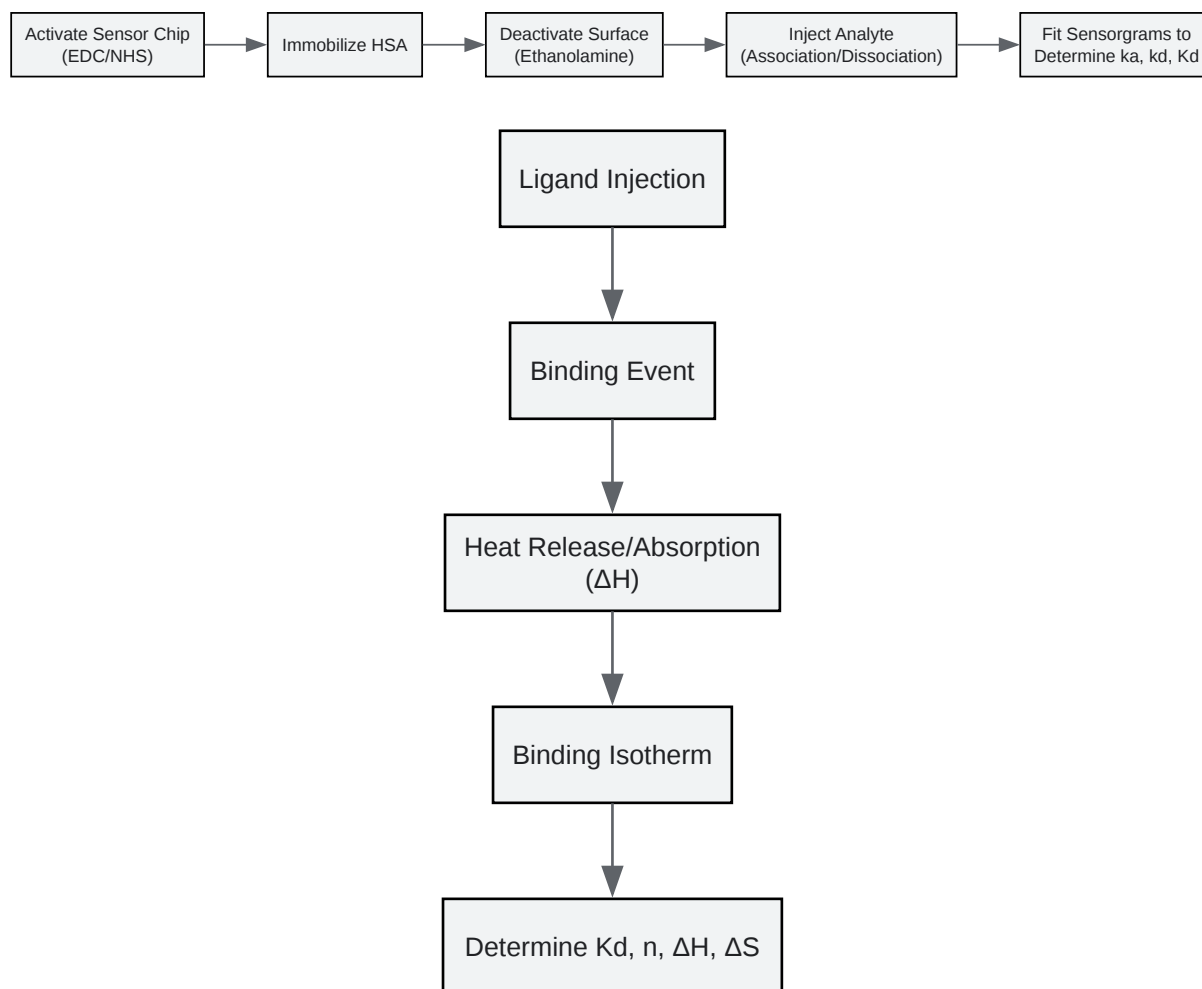 Activate Sensor Chip
(EDC/NHS)
Immobilize HSA
Deactivate Surface
(Ethanolamine)
Inject Analyte
(Association/Dissociation)
Fit Sensorgrams to
Determine ka, kd, Kd
Ligand Injection
Binding Event
Heat Release/Absorption
(ΔH)
Binding Isotherm
Determine Kd, n, ΔH, ΔS